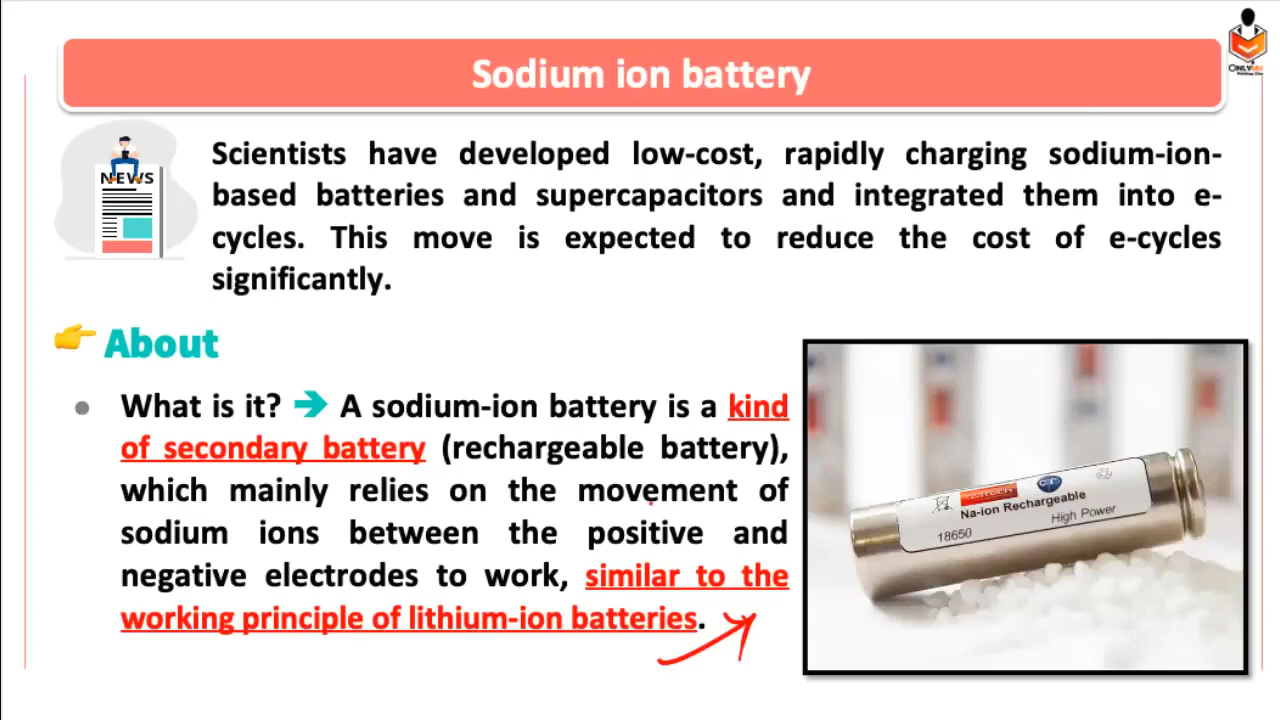 Sodium ion battery
NEWS
Scientists have developed low-cost, rapidly charging sodium-ion-
based batteries and supercapacitors and integrated them into e-
cycles. This move is expected to reduce the cost of e-cycles
significantly.
About
What is it? ➔ A sodium-ion battery is a kind
of secondary battery (rechargeable battery),
which mainly relies on the movement of
sodium ions between the positive and
negative electrodes to work, similar to the
working principle of lithium-ion batteries.
Na-ion Rechargeable
18650 High Power